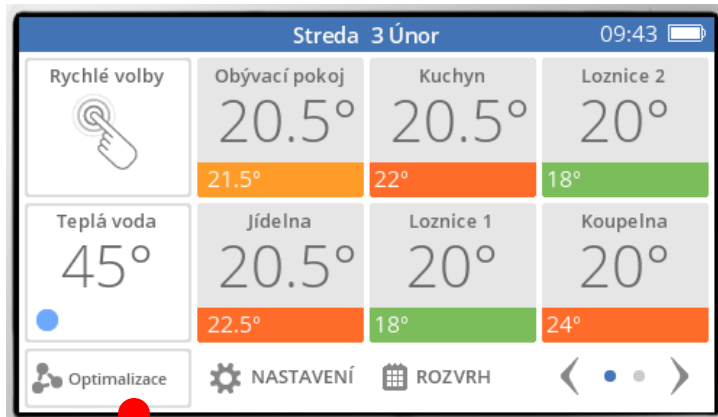 Streda 3 Únor 09:43
Rychlé volby
Obývací pokoj
20.5°
21.5°
Kuchyn
20.5°
22°
Loznice 2
20°
18°
Teplá voda
45°
Jídelna
20.5°
22.5°
Loznice 1
20°
18°
Koupelna
20°
24°
Optimalizace
NASTAVENÍ
ROZVRH